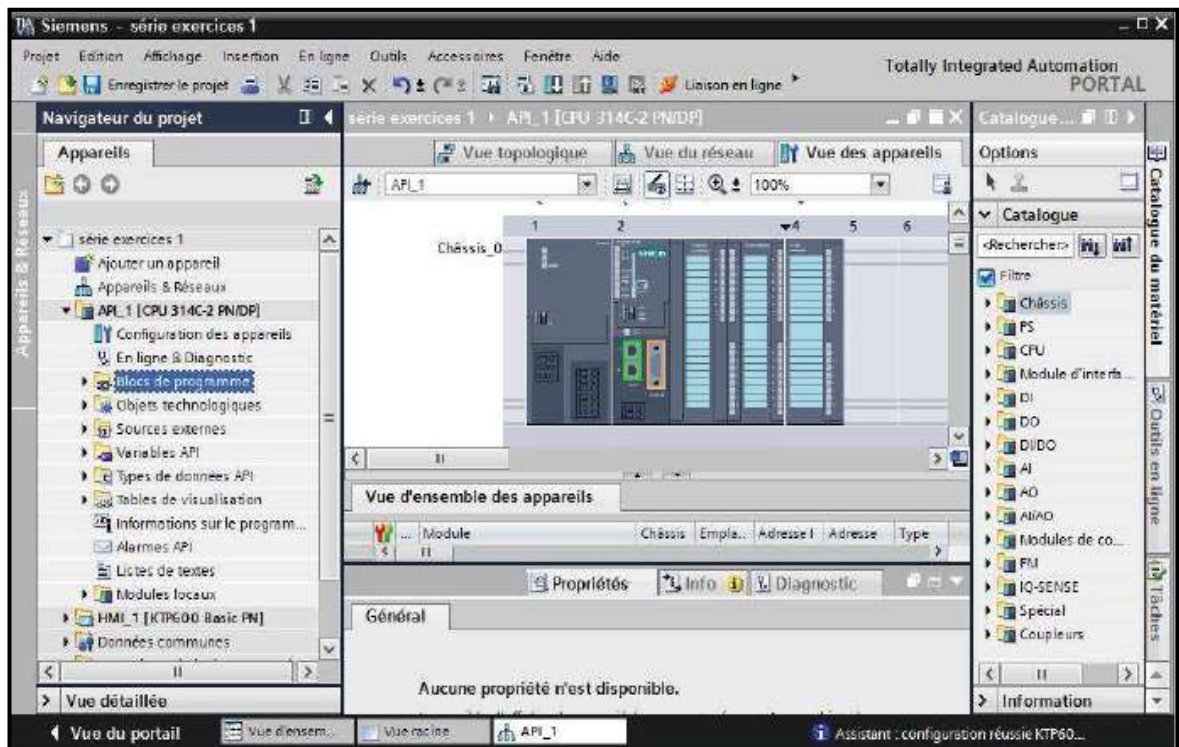 Siemens - série exercices 1
Projet Edition Affichage Insertion En ligne Outils Accessoires Fenêtre Aide
Totally Integrated Automation
PORTAL
Enregistrer le projet
Liaison en ligne
Navigateur du projet
série exercices 1 API_1 [CPU 314C-2 PN/DP]
Catalogue...
Appareils
Vue topologique
Vue du réseau
Vue des appareils
Options
API_1
100%
Appareils & Réseaux
série exercices 1
Ajouter un appareil
Appareils & Réseaux
API_1 [CPU 314C-2 PN/DP]
Configuration des appareils
En ligne & Diagnostic
Blocs de programme
Objets technologiques
Sources externes
Variables API
Types de données API
Tables de visualisation
Informations sur le program...
Alarmes API
Listes de textes
Modules locaux
HMI_1 [KTP600 Basic PN]
Données communes
Vue détaillée
1 2 4 5 6
Châssis_0
Vue d'ensemble des appareils
... Module Châssis Empla.. Adresse I Adresse Type
Propriétés
Info
Diagnostic
Général
Aucune propriété n'est disponible.
Catalogue
<Rechercher>
Filtre
Châssis
PS
CPU
Module d'interfa...
DI
DO
DI/DO
AI
AO
AI/AO
Modules de co...
FM
IQ-SENSE
Spécial
Coupleurs
Information
Catalogue du matériel
Outils en ligne
Tâches
Vue du portail
Vue d'ensem...
Vue racine
API_1
Assistant : configuration réussie KTP60...